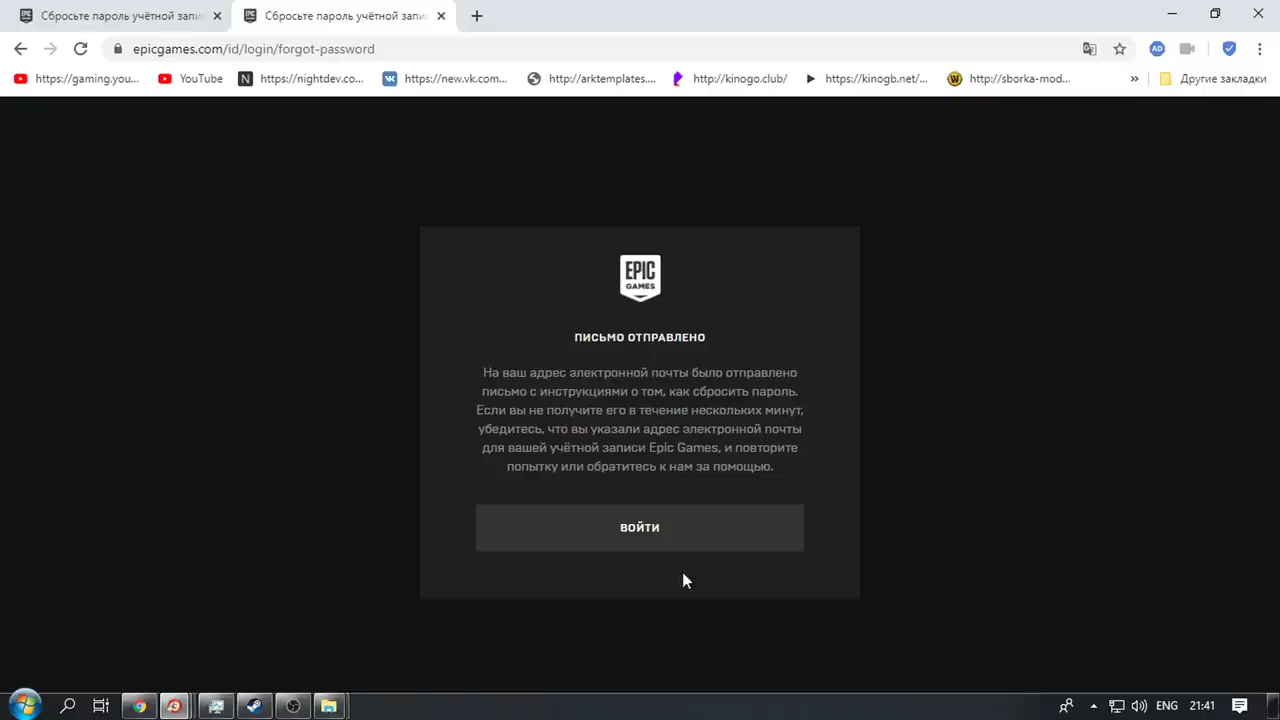 Сбросьте пароль учётной запи
Сбросьте пароль учётной запи
epicgames.com/id/login/forgot-password
AD
https://gaming.you...
YouTube
N
https://nightdev.co...
https://new.vk.com...
http://arktemplates....
http://kinogo.club/
https://kinogb.net/...
http://sborka-mod...
»
Другие закладки
EPIC
GAMES
ПИСЬМО ОТПРАВЛЕНО
На ваш адрес электронной почты было отправлено
письмо с инструкциями о том, как сбросить пароль.
Если вы не получите его в течение нескольких минут,
убедитесь, что вы указали адрес электронной почты
для вашей учётной записи Epic Games, и повторите
попытку или обратитесь к нам за помощью.
ВОЙТИ
ENG
21:41